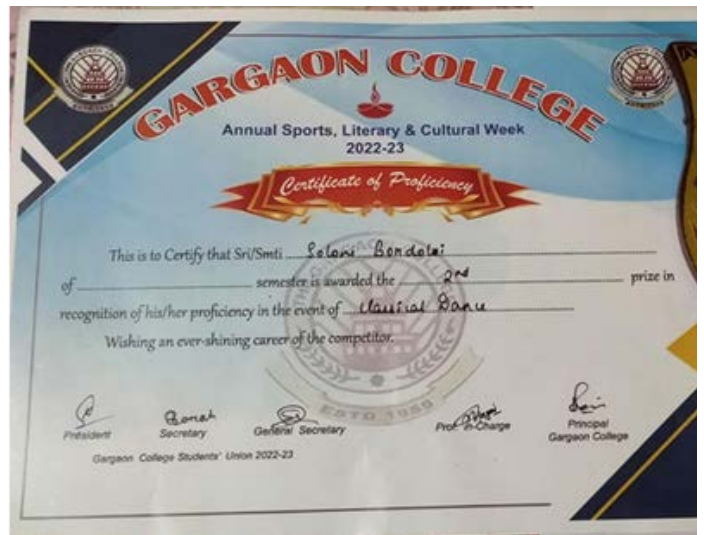 GARGAON COLLEGE
Annual Sports, Literary & Cultural Week
2022-23
Certificate of Proficiency
This is to Certify that Sri/Smti Bordoloi
of semester is awarded the 2nd prize in
recognition of his/her proficiency in the event of Classical Dance
Wishing an ever-shining career of the competitor.
ESTD 1959
President Secretary General Secretary Prof. In-Charge Principal
Gargaon College
Gargaon College Students' Union 2022-23